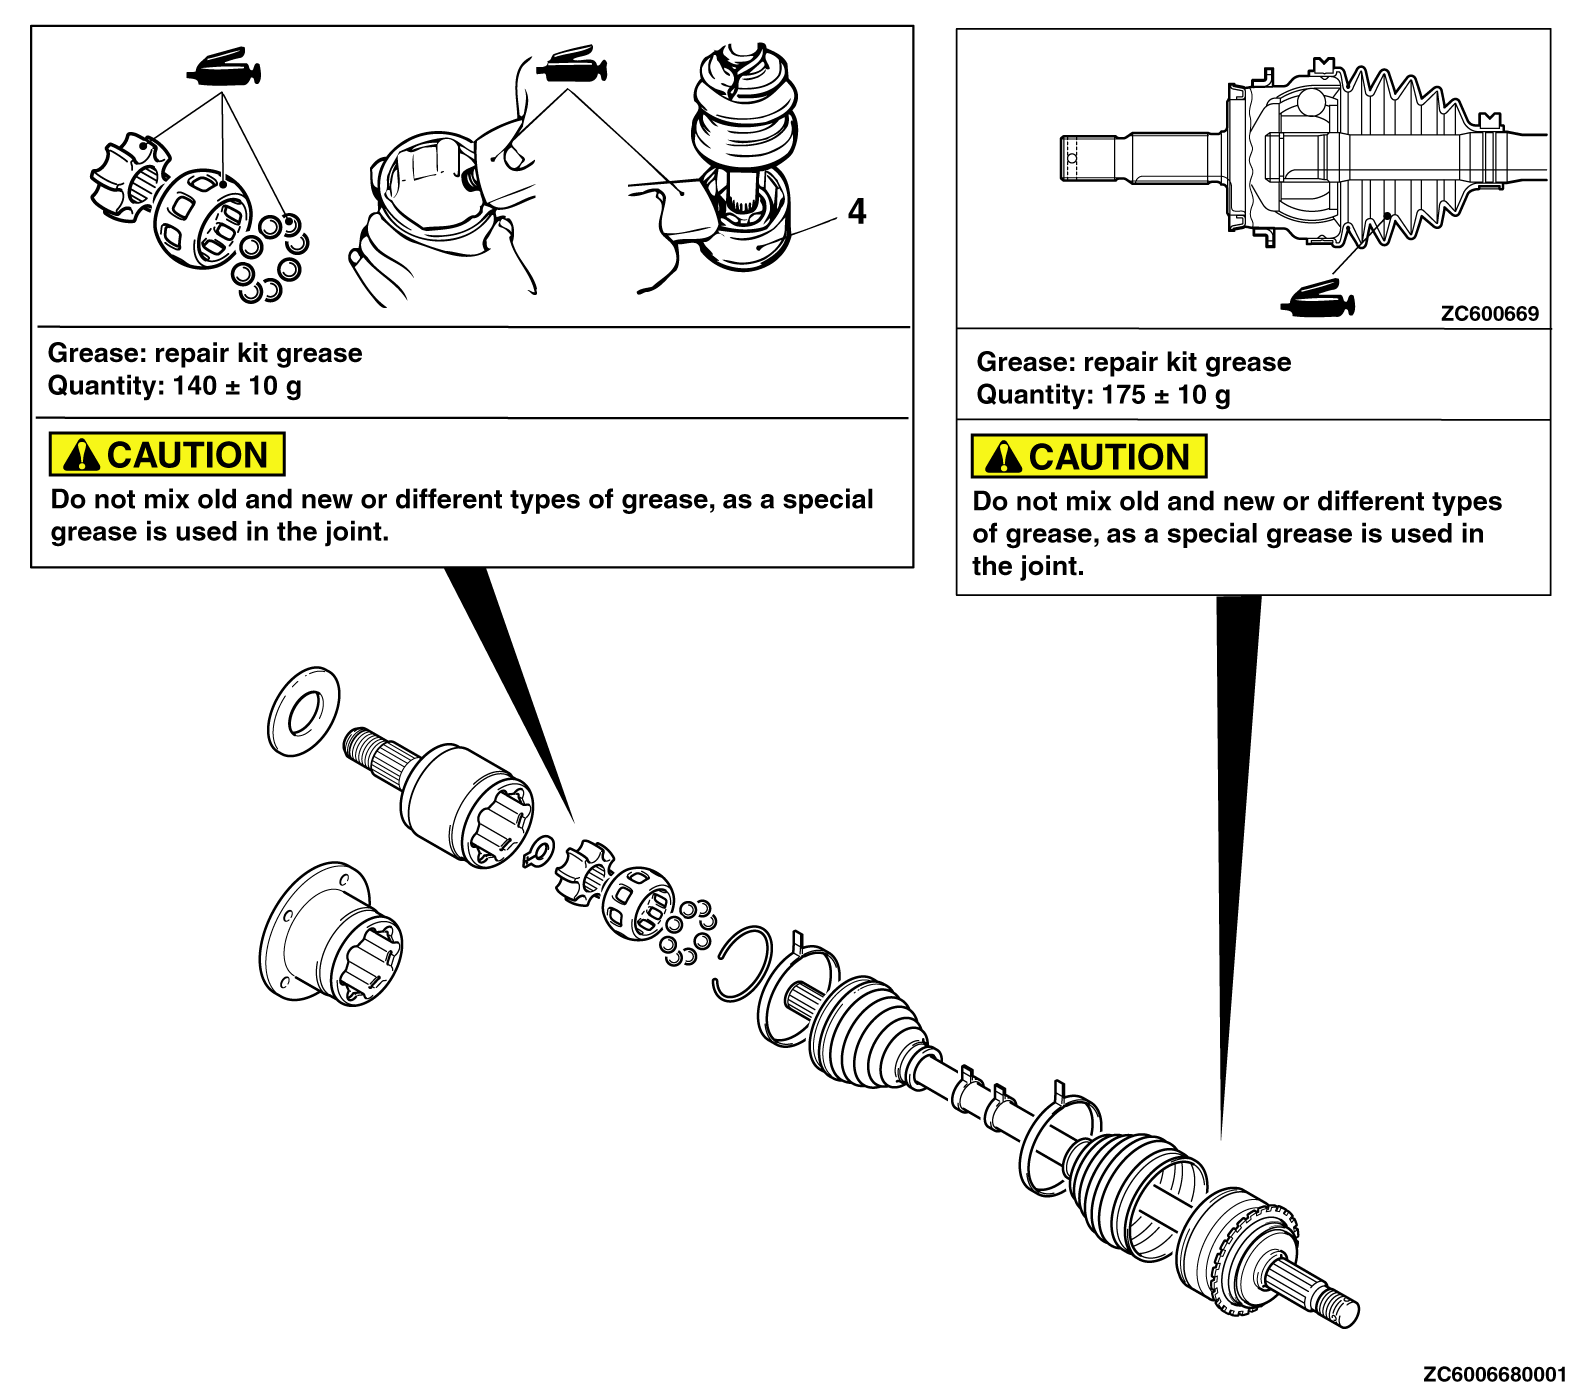 4
Grease: repair kit grease
Quantity: 140 ± 10 g
CAUTION
Do not mix old and new or different types of grease, as a special
grease is used in the joint.
ZC600669
Grease: repair kit grease
Quantity: 175 ± 10 g
CAUTION
Do not mix old and new or different types
of grease, as a special grease is used in
the joint.
ZC6006680001